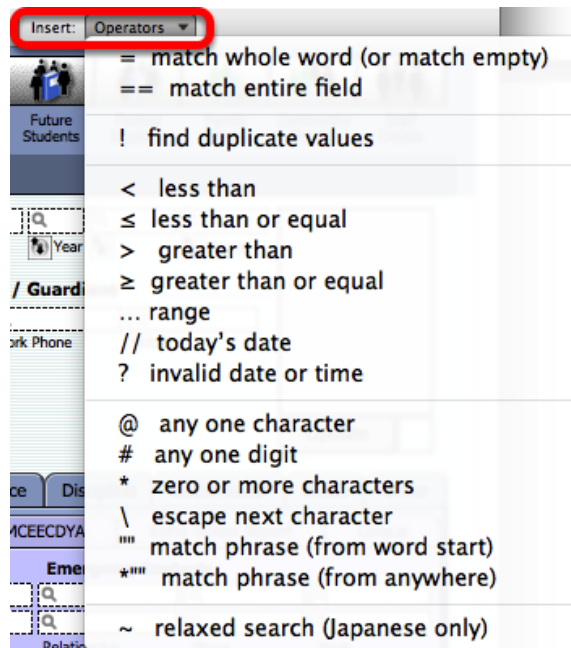 Insert: Operators
= match whole word (or match empty)
== match entire field
! find duplicate values
< less than
≤ less than or equal
> greater than
≥ greater than or equal
... range
// today's date
? invalid date or time
@ any one character
# any one digit
* zero or more characters
\ escape next character
"" match phrase (from word start)
*"" match phrase (from anywhere)
~ relaxed search (Japanese only)
Future
Students
Year
/ Guardi
ork Phone
ce Dis
MCEECDYA
Eme